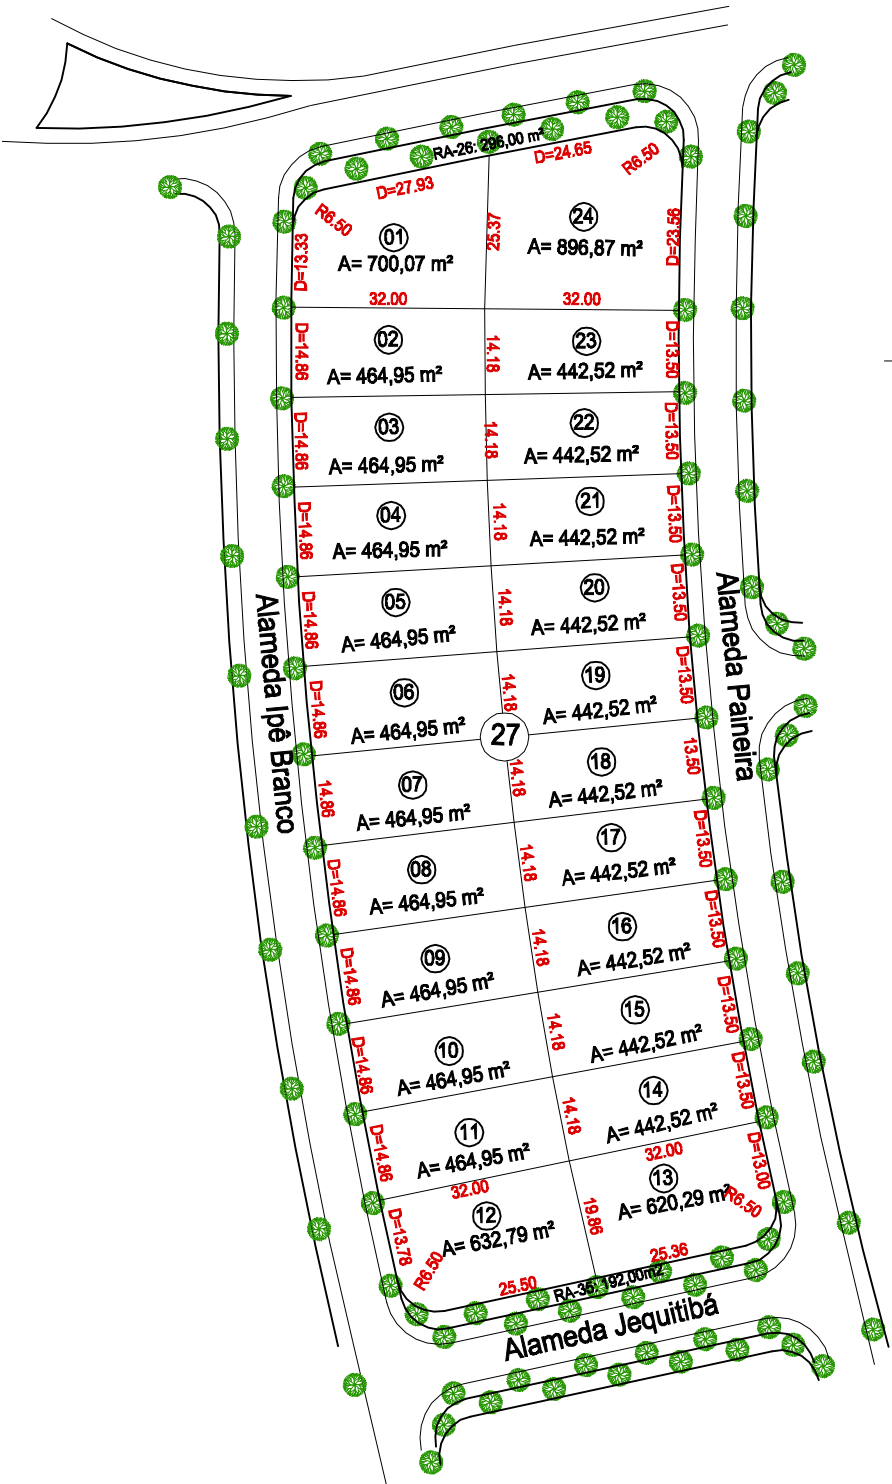 RA-26: 296,00 m²
D=27.93
D=24.65
R6.50
R6.50
01
A= 700,07 m²
D=13.33
25.37
24
A= 896,87 m²
D=23.56
32.00
32.00
D=14.86
02
A= 464,95 m²
14.18
23
A= 442,52 m²
D=13.50
D=14.86
03
A= 464,95 m²
14.18
22
A= 442,52 m²
D=13.50
D=14.86
04
A= 464,95 m²
14.18
21
A= 442,52 m²
D=13.50
D=14.86
05
A= 464,95 m²
14.18
20
A= 442,52 m²
D=13.50
Alameda Ipê Branco
Alameda Paineira
D=14.86
06
A= 464,95 m²
14.18
19
A= 442,52 m²
D=13.50
27
14.86
07
A= 464,95 m²
14.18
18
A= 442,52 m²
13.50
D=14.86
08
A= 464,95 m²
14.18
17
A= 442,52 m²
D=13.50
D=14.86
09
A= 464,95 m²
14.18
16
A= 442,52 m²
D=13.50
D=14.86
10
A= 464,95 m²
14.18
15
A= 442,52 m²
D=13.50
D=14.86
11
A= 464,95 m²
14.18
14
A= 442,52 m²
D=13.50
32.00
32.00
D=13.78
12
A= 632,79 m²
R6.50
19.86
13
A= 620,29 m²
D=13.00
R6.50
25.50
25.36
RA-36: 192,00m²
Alameda Jequitibá